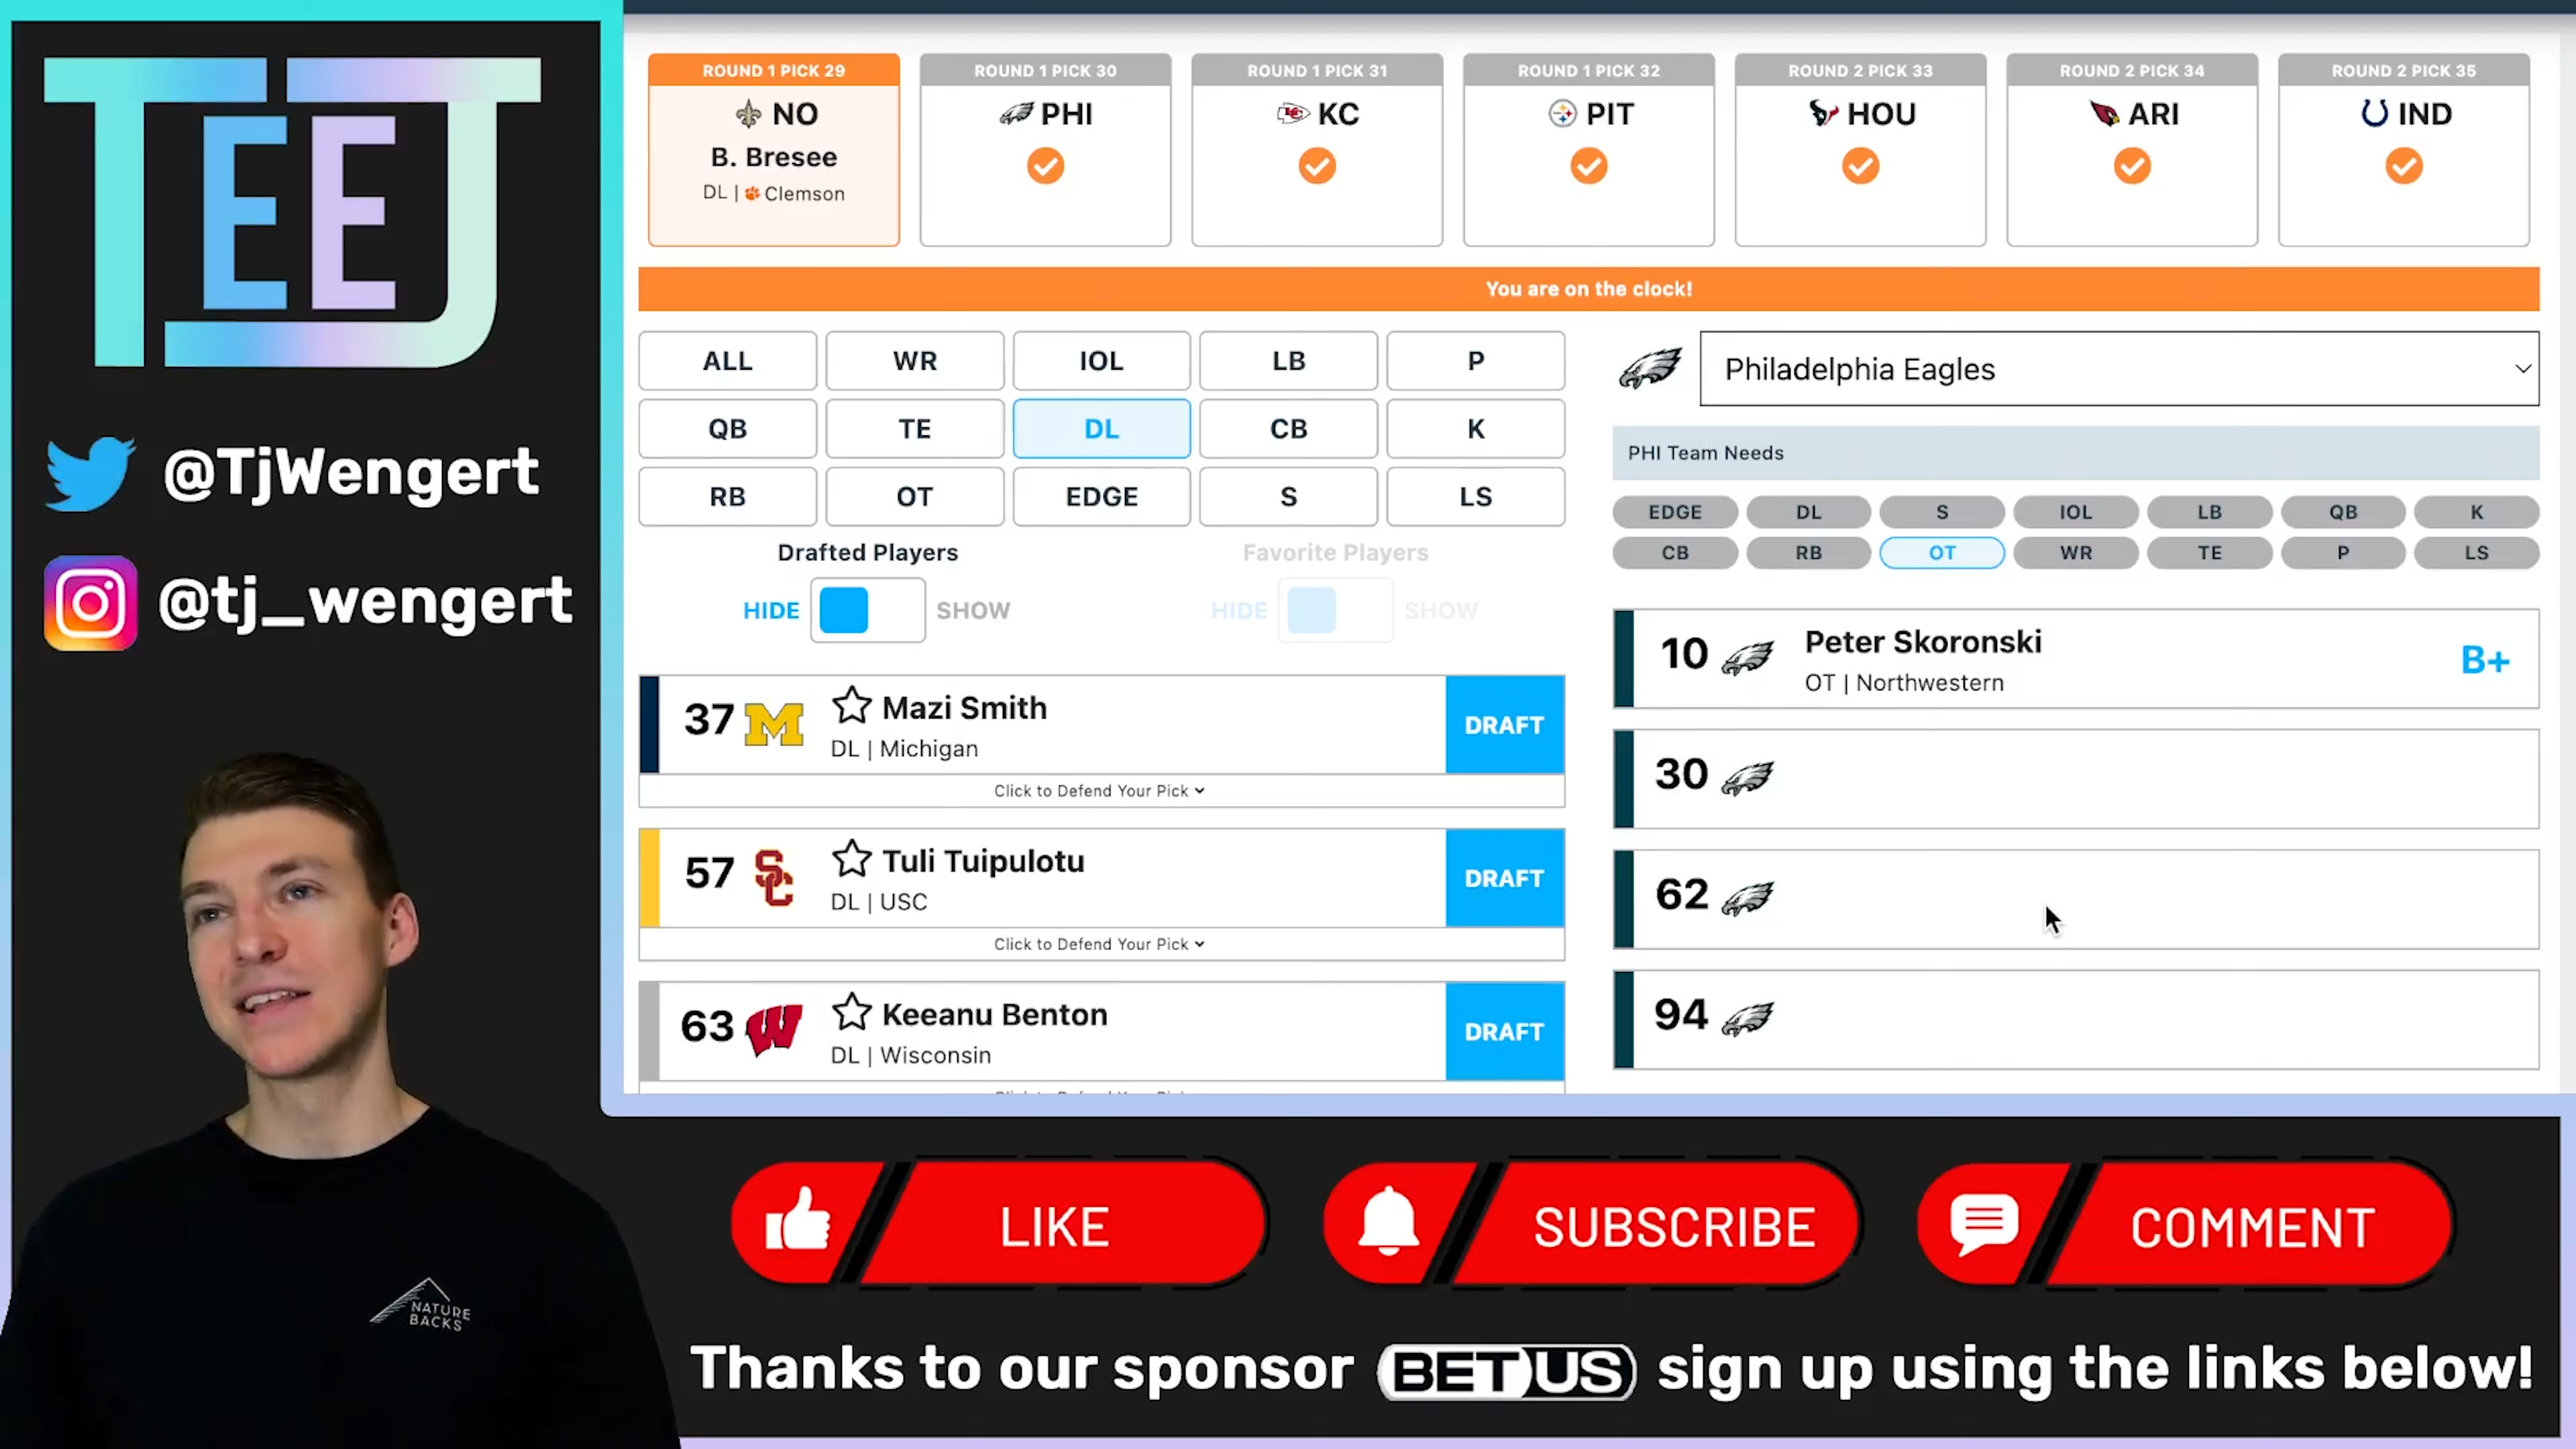 TEEJ
@TjWengert
@tj_wengert
NATURE
BACKS
ROUND 1 PICK 29
NO
B. Bresee
DL | Clemson
ROUND 1 PICK 30
PHI
ROUND 1 PICK 31
KC
ROUND 1 PICK 32
PIT
ROUND 2 PICK 33
HOU
ROUND 2 PICK 34
ARI
ROUND 2 PICK 35
IND
You are on the clock!
ALL WR IOL LB P
QB TE DL CB K
RB OT EDGE S LS
Drafted Players
HIDE SHOW
Favorite Players
HIDE SHOW
37 M Mazi Smith DRAFT
DL | Michigan
Click to Defend Your Pick
57 SC Tuli Tuipulotu DRAFT
DL | USC
Click to Defend Your Pick
63 W Keeanu Benton DRAFT
DL | Wisconsin
Philadelphia Eagles
PHI Team Needs
EDGE DL S IOL LB QB K
CB RB OT WR TE P LS
10 Peter Skoronski B+
OT | Northwestern
30
62
94
LIKE SUBSCRIBE COMMENT
Thanks to our sponsor BETUS sign up using the links below!